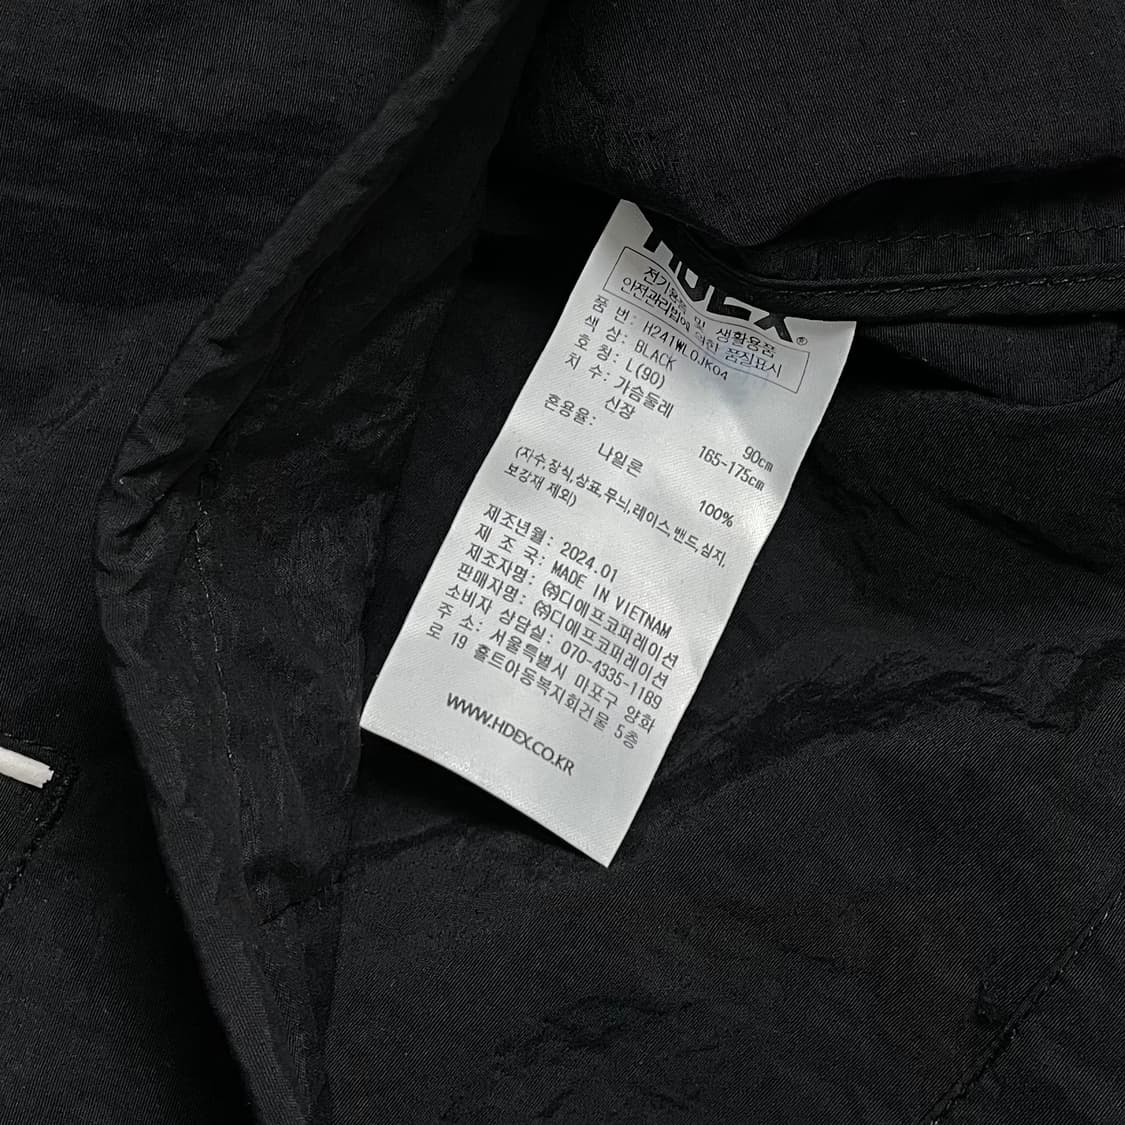 HDEX®
전기용품 및 생활용품
안전관리법에 의한 품질표시
품 번: H241WLOJK04
색 상: BLACK
호 칭: L(90)
치 수: 가슴둘레 90cm
신장 165-175cm
혼용율:
나일론 100%
(자수,장식,상표,무늬,레이스,밴드,심지,
보강재 제외)
제조년월: 2024.01
제 조 국: MADE IN VIETNAM
제조자명: ㈜디에프코퍼레이션
판매자명: ㈜디에프코퍼레이션
소비자 상담실: 070-4335-1189
주 소: 서울특별시 마포구 양화
로 19 홀트아동복지회건물 5층
WWW.HDEX.CO.KR